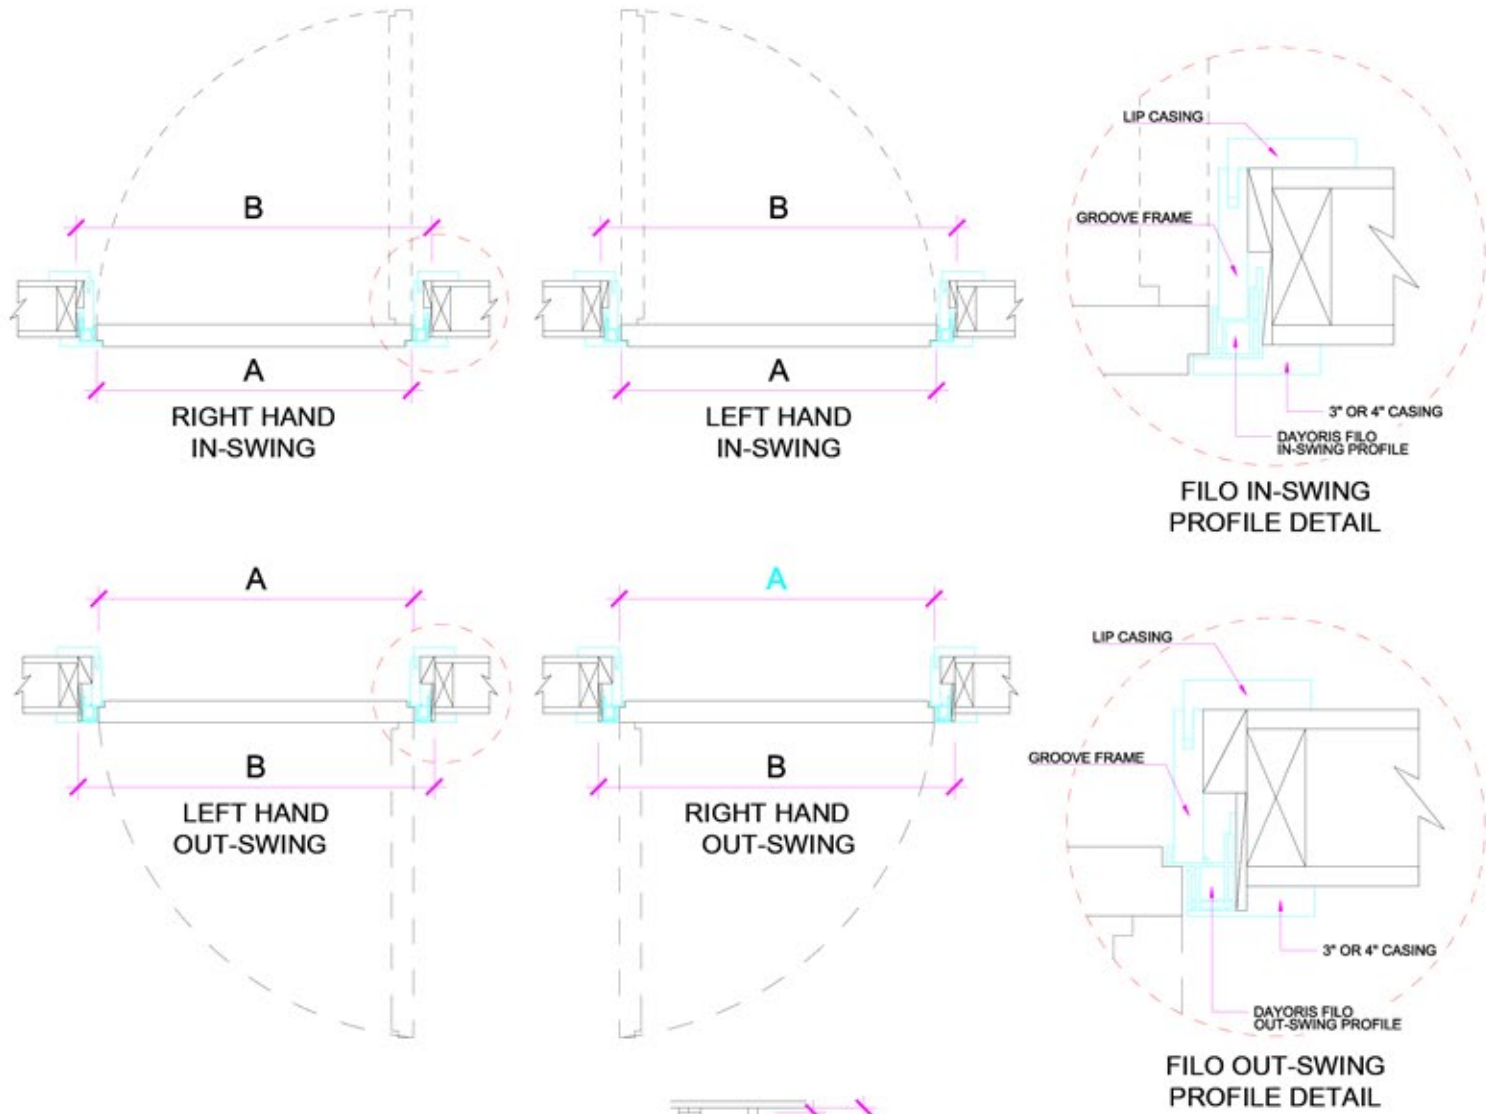 B
B
A
A
RIGHT HAND
IN-SWING
LEFT HAND
IN-SWING
LIP CASING
GROOVE FRAME
3" OR 4" CASING
DAYORIS FILO
IN-SWING PROFILE
FILO IN-SWING
PROFILE DETAIL
A
A
B
B
LEFT HAND
OUT-SWING
RIGHT HAND
OUT-SWING
LIP CASING
GROOVE FRAME
3" OR 4" CASING
DAYORIS FILO
OUT-SWING PROFILE
FILO OUT-SWING
PROFILE DETAIL